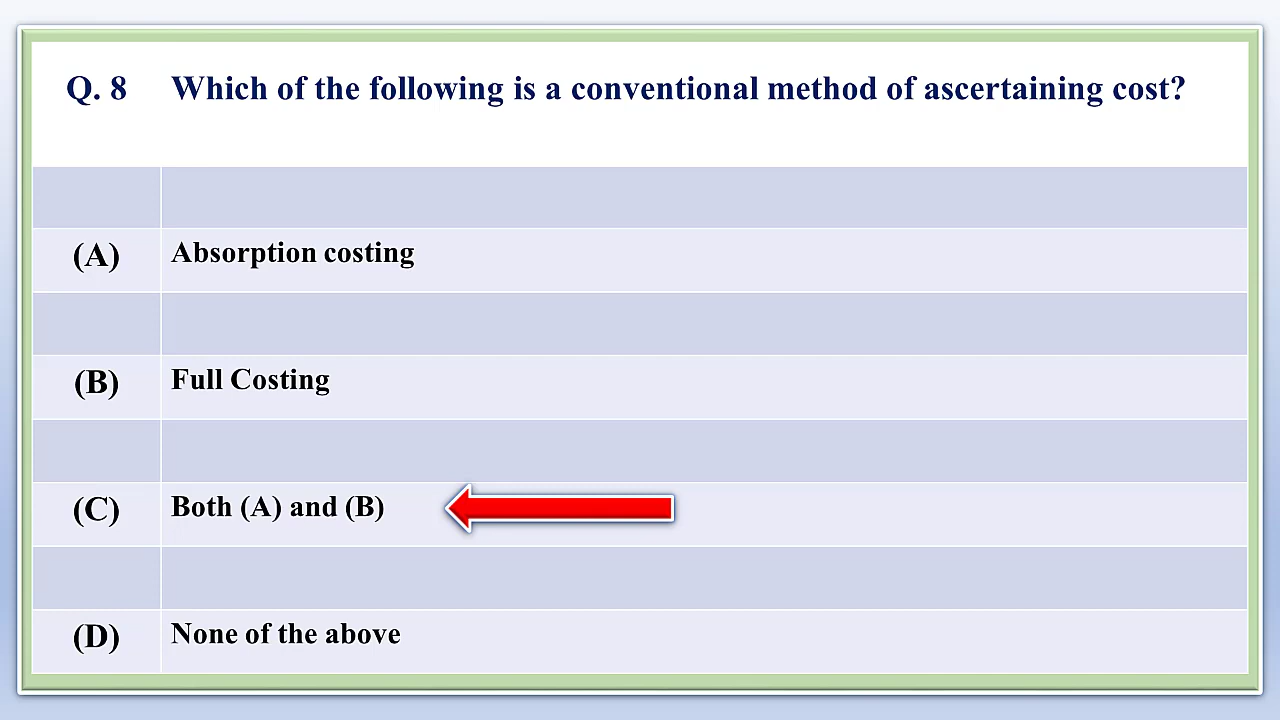 Q. 8 Which of the following is a conventional method of ascertaining cost?
(A) Absorption costing
(B) Full Costing
(C) Both (A) and (B)
(D) None of the above